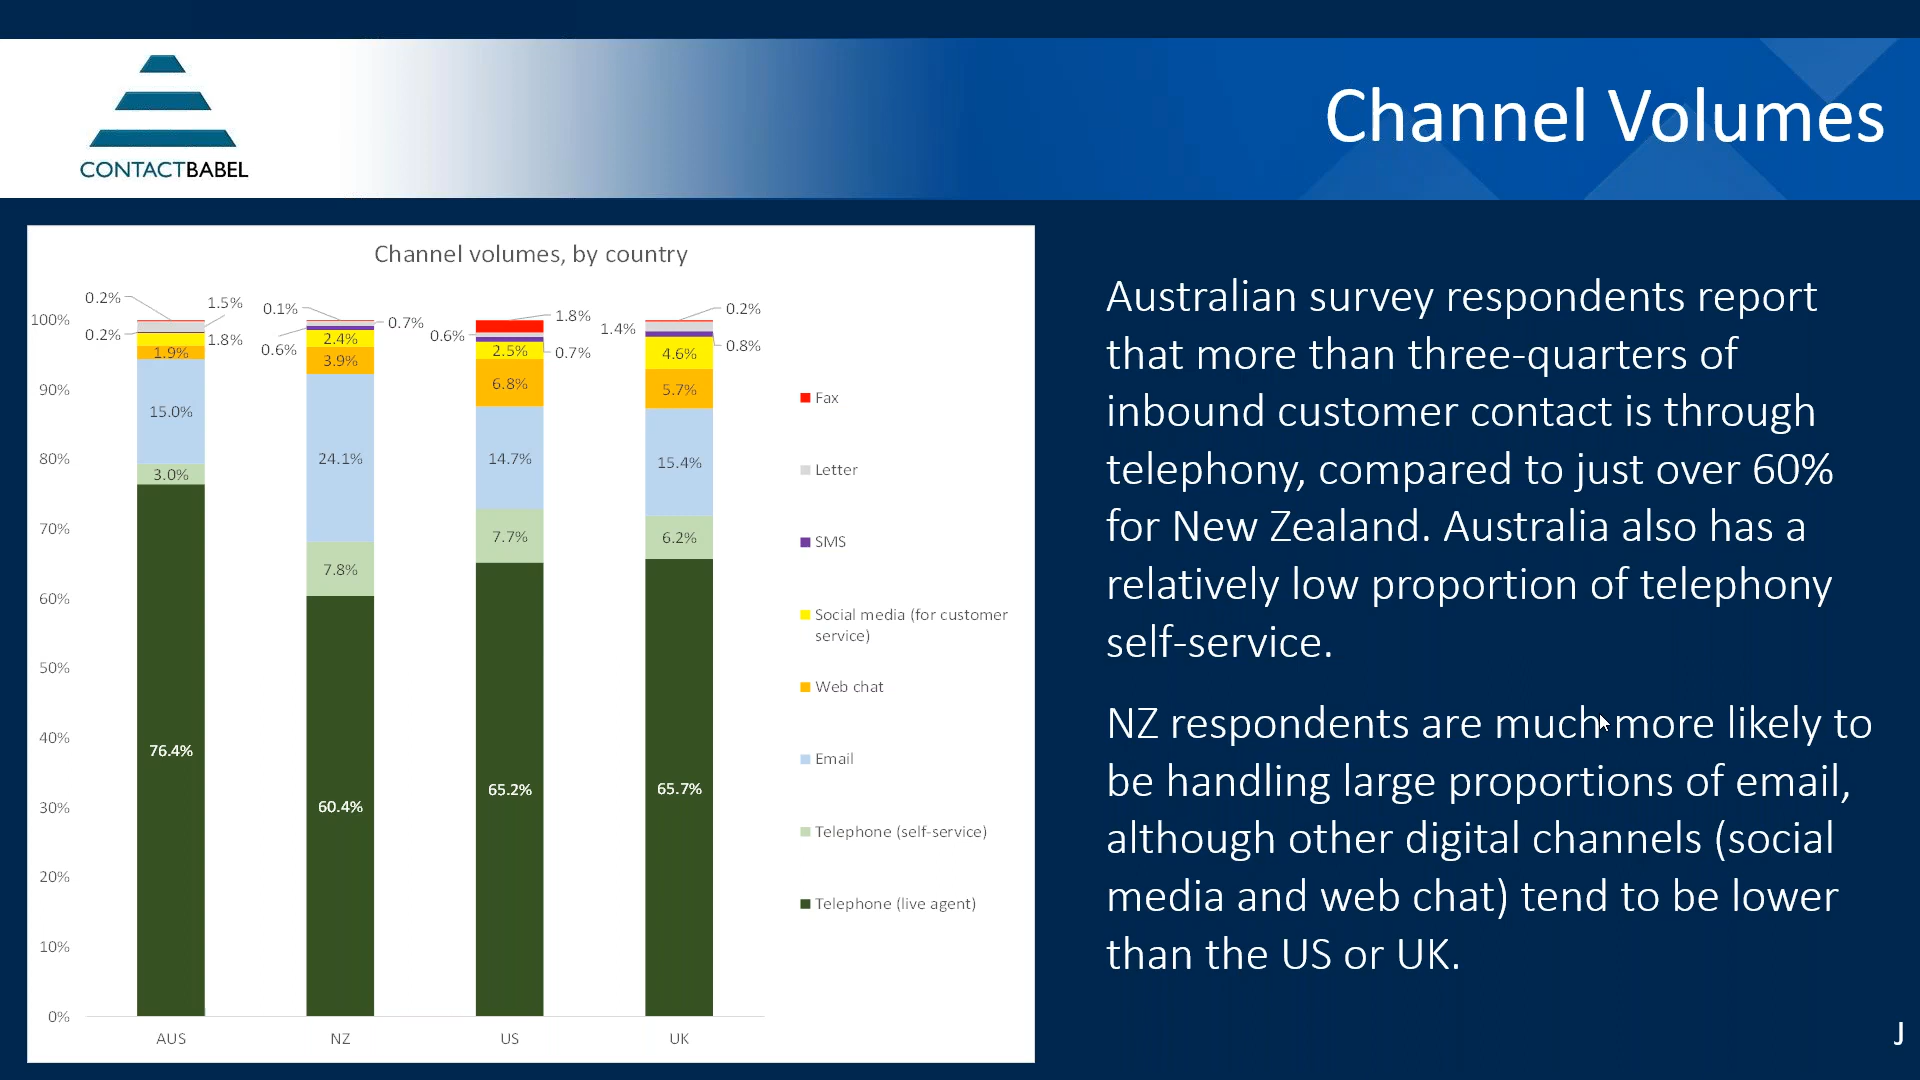 CONTACTBABEL
Channel Volumes
Channel volumes, by country
0.2%
1.5%
0.1%
0.7%
1.8%
0.2%
0.2%
1.8%
0.6%
0.6%
0.7%
1.4%
0.8%
100%
90%
80%
70%
60%
50%
40%
30%
20%
10%
0%
1.9%
15.0%
3.0%
76.4%
2.4%
3.9%
24.1%
7.8%
60.4%
2.5%
6.8%
14.7%
7.7%
65.2%
4.6%
5.7%
15.4%
6.2%
65.7%
AUS
NZ
US
UK
Fax
Letter
SMS
Social media (for customer
service)
Web chat
Email
Telephone (self-service)
Telephone (live agent)
Australian survey respondents report
that more than three-quarters of
inbound customer contact is through
telephony, compared to just over 60%
for New Zealand. Australia also has a
relatively low proportion of telephony
self-service.
NZ respondents are much more likely to
be handling large proportions of email,
although other digital channels (social
media and web chat) tend to be lower
than the US or UK.
J